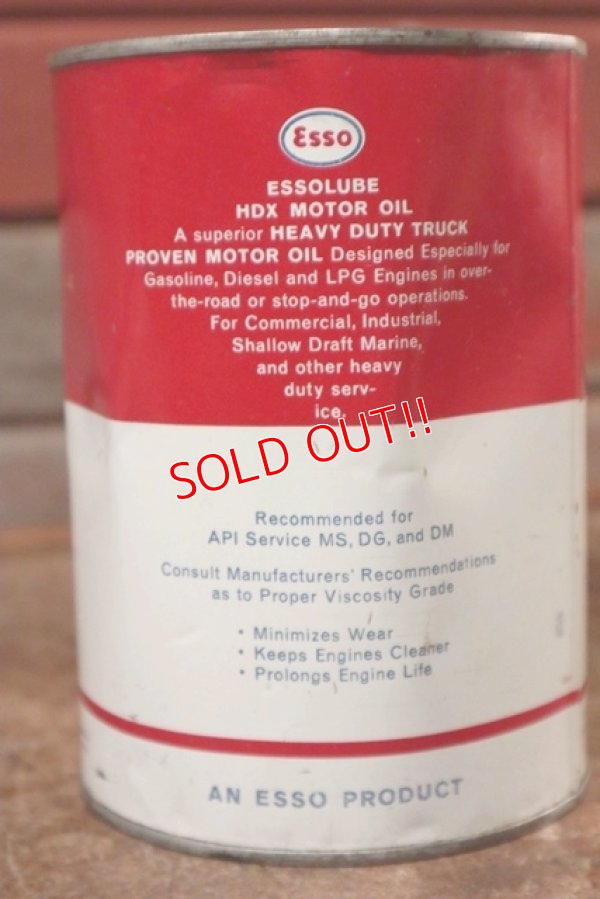 Esso
ESSOLUBE
HDX MOTOR OIL
A superior HEAVY DUTY TRUCK
PROVEN MOTOR OIL Designed Especially for
Gasoline, Diesel and LPG Engines in over-
the-road or stop-and-go operations.
For Commercial, Industrial,
Shallow Draft Marine,
and other heavy
duty serv-
ice.
SOLD OUT!!
Recommended for
API Service MS, DG, and DM
Consult Manufacturers' Recommendations
as to Proper Viscosity Grade
• Minimizes Wear
• Keeps Engines Cleaner
• Prolongs Engine Life
AN ESSO PRODUCT